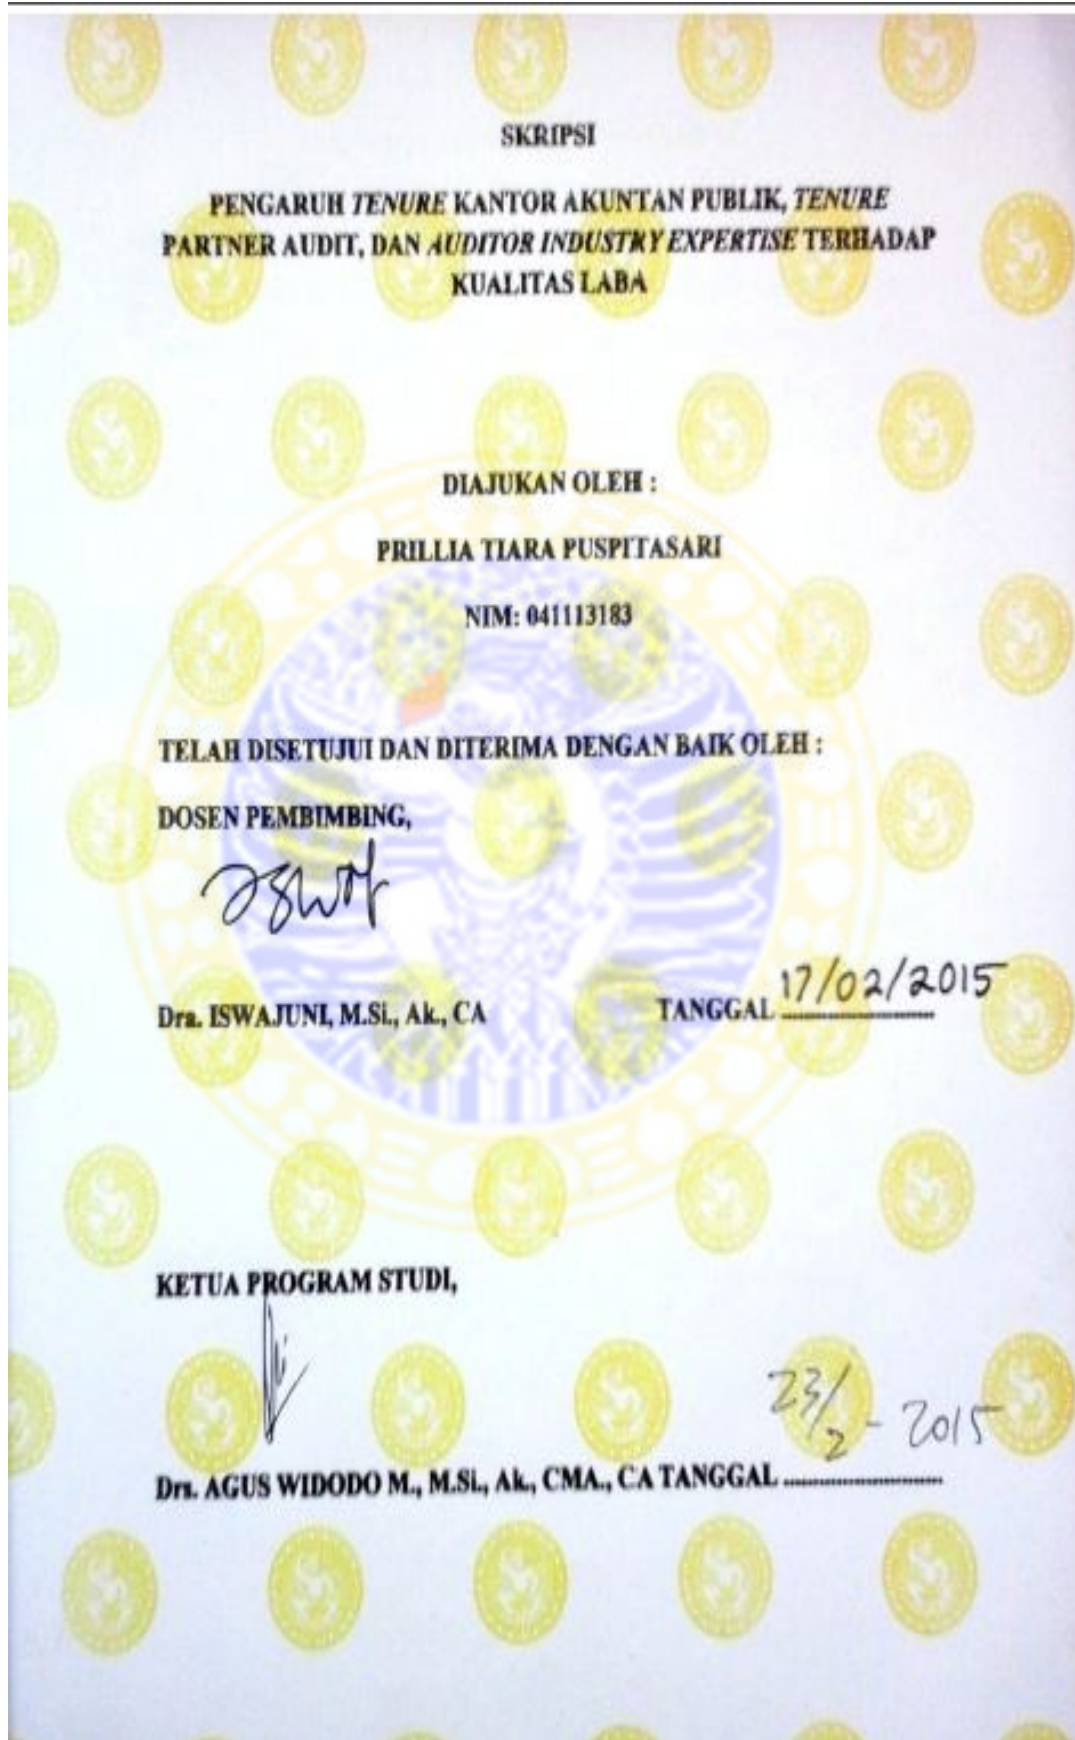 SKRIPSI
PENGARUH TENURE KANTOR AKUNTAN PUBLIK, TENURE
PARTNER AUDIT, DAN AUDITOR INDUSTRY EXPERTISE TERHADAP
KUALITAS LABA
DIAJUKAN OLEH :
PRILLIA TIARA PUSPITASARI
NIM: 041113183
TELAH DISETUJUI DAN DITERIMA DENGAN BAIK OLEH :
DOSEN PEMBIMBING,
Dra. ISWAJUNI, M.Si., Ak., CA TANGGAL 17/02/2015
KETUA PROGRAM STUDI,
Drs. AGUS WIDODO M., M.Si., Ak., CMA., CA TANGGAL 23/2 - 2015